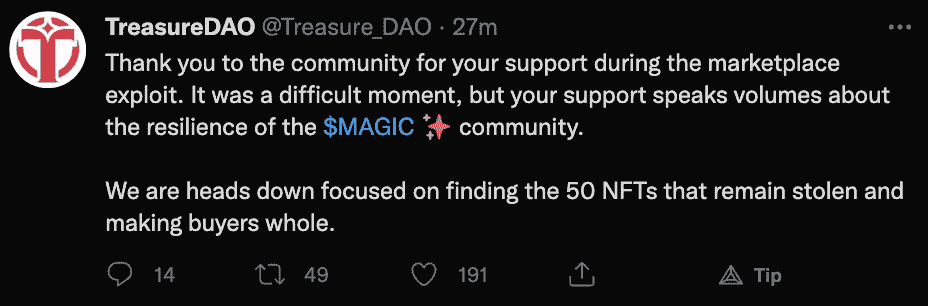 TreasureDAO @Treasure_DAO · 27m
Thank you to the community for your support during the marketplace
exploit. It was a difficult moment, but your support speaks volumes about
the resilience of the $MAGIC community.
We are heads down focused on finding the 50 NFTs that remain stolen and
making buyers whole.
14 49 191 Tip